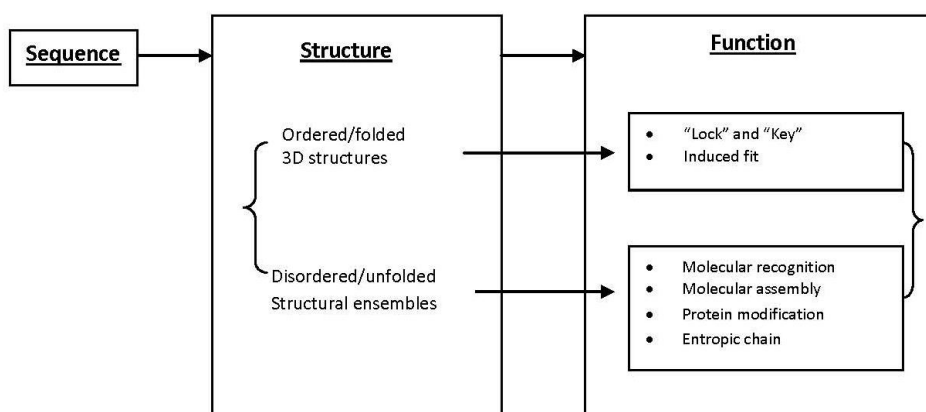 Sequence
Structure
Function
Ordered/folded
3D structures
• "Lock" and "Key"
• Induced fit
Disordered/unfolded
Structural ensembles
• Molecular recognition
• Molecular assembly
• Protein modification
• Entropic chain